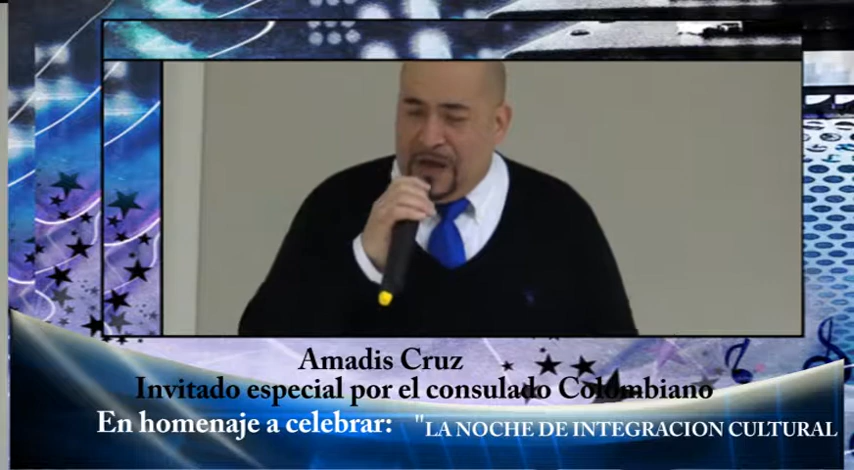 Amadis Cruz
Invitado especial por el consulado Colombiano
En homenaje a celebrar: "LA NOCHE DE INTEGRACION CULTURAL